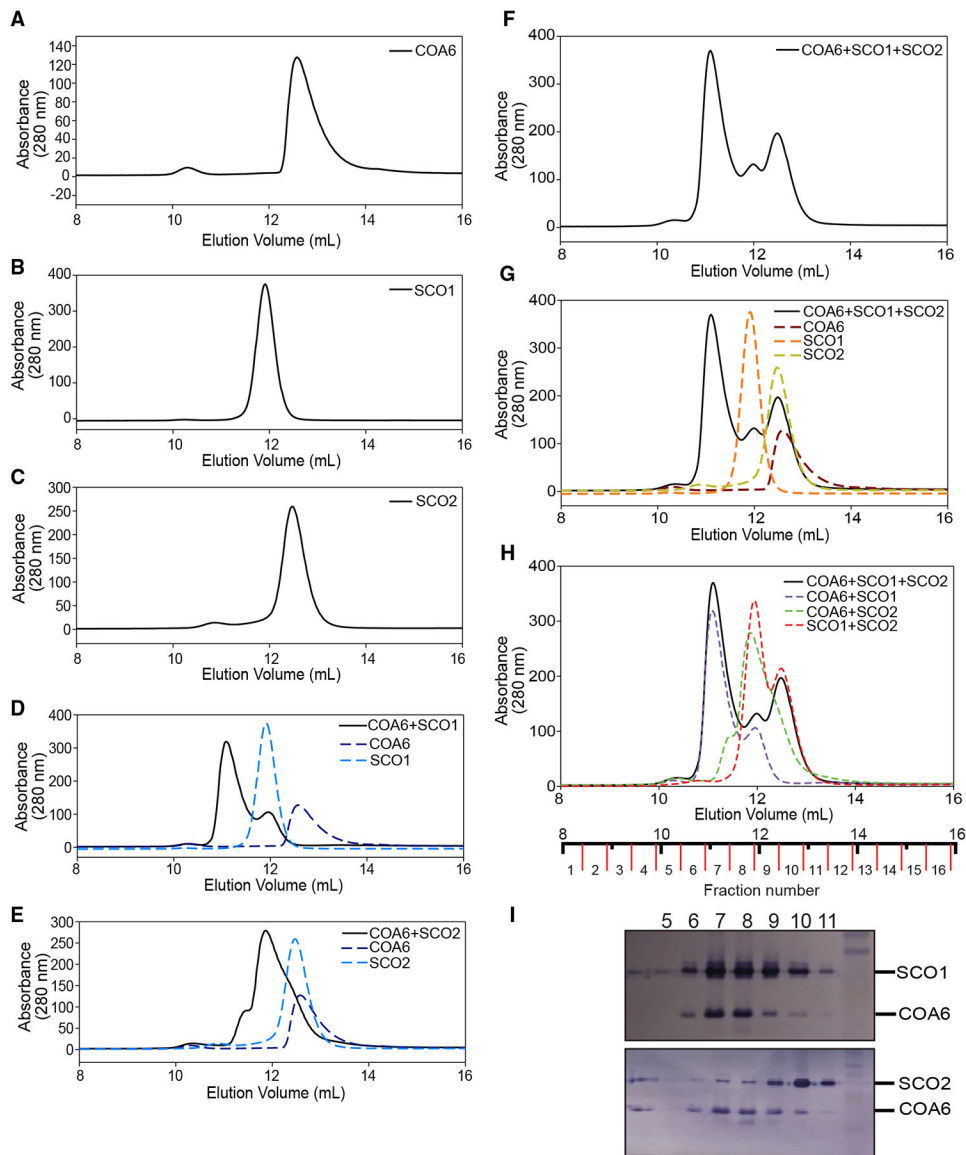 A
COA6
Absorbance
(280 nm)
140
120
100
80
60
40
20
0
-20
8 10 12 14 16
Elution Volume (mL)
B
SCO1
Absorbance
(280 nm)
400
300
200
100
0
8 10 12 14 16
Elution Volume (mL)
C
SCO2
Absorbance
(280 nm)
300
250
200
150
100
50
0
8 10 12 14 16
Elution Volume (mL)
D
COA6+SCO1
COA6
SCO1
Absorbance
(280 nm)
400
300
200
100
0
8 10 12 14 16
Elution Volume (mL)
E
COA6+SCO2
COA6
SCO2
Absorbance
(280 nm)
300
250
200
150
100
50
0
8 10 12 14 16
Elution Volume (mL)
F
COA6+SCO1+SCO2
Absorbance
(280 nm)
400
300
200
100
0
8 10 12 14 16
Elution Volume (mL)
G
COA6+SCO1+SCO2
COA6
SCO1
SCO2
Absorbance
(280 nm)
400
300
200
100
0
8 10 12 14 16
Elution Volume (mL)
H
COA6+SCO1+SCO2
COA6+SCO1
COA6+SCO2
SCO1+SCO2
Absorbance
(280 nm)
400
300
200
100
0
8 10 12 14 16
Elution Volume (mL)
8 10 12 14 16
1 2 3 4 5 6 7 8 9 10 11 12 13 14 15 16
Fraction number
I
5 6 7 8 9 10 11
SCO1
COA6
SCO2
COA6